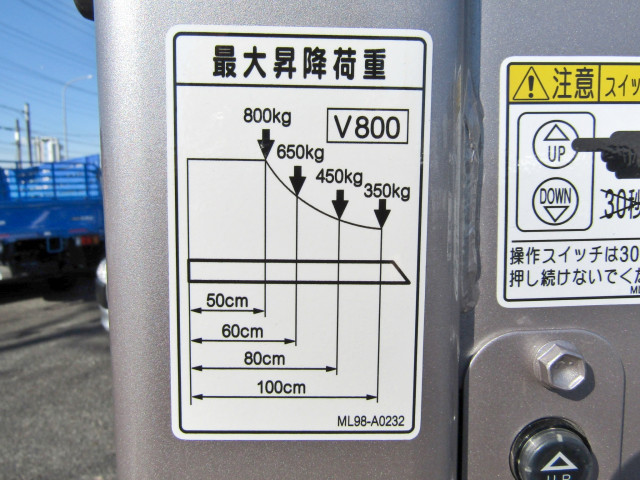 最大昇降荷重
800kg
V800
650kg
450kg
350kg
50cm
60cm
80cm
100cm
ML98-A0232
注意
スイッ
UP
DOWN
30秒
操作スイッチは30
押し続けないでくだ
ML
UP